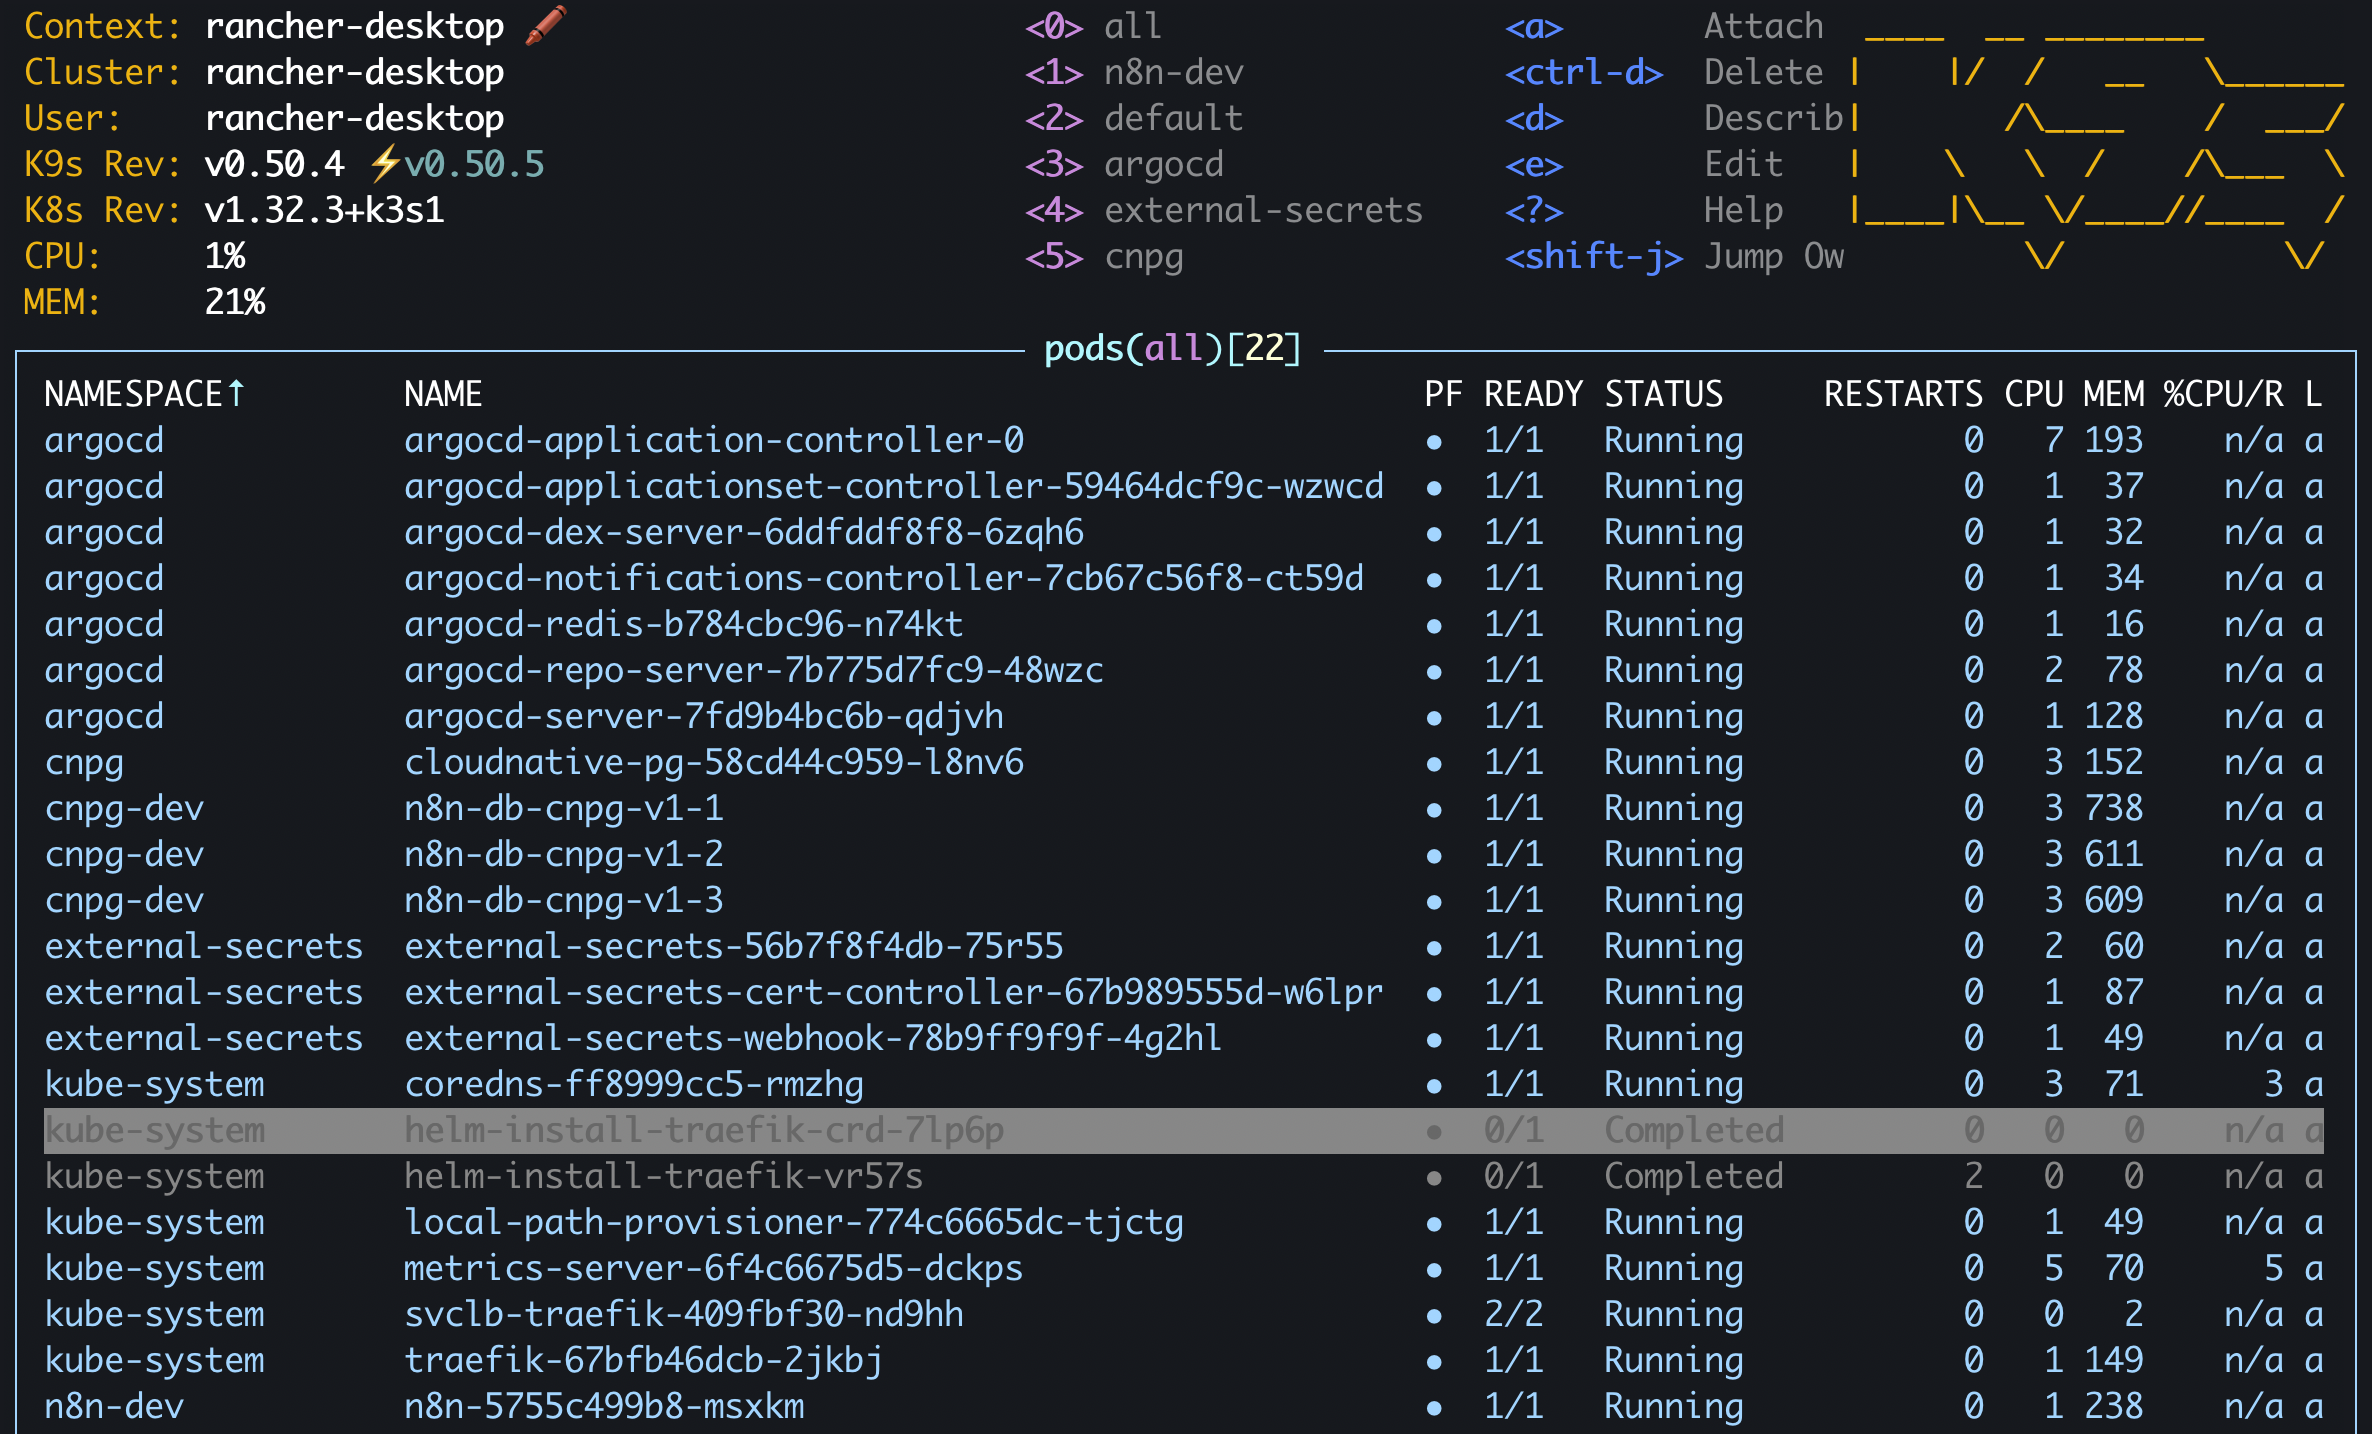 Context: rancher-desktop <0> all <a> Attach
Cluster: rancher-desktop <1> n8n-dev <ctrl-d> Delete
User: rancher-desktop <2> default <d> Describ
K9s Rev: v0.50.4 ⚡v0.50.5 <3> argocd <e> Edit
K8s Rev: v1.32.3+k3s1 <4> external-secrets <?> Help
CPU: 1% <5> cnpg <shift-j> Jump Ow
MEM: 21%
pods(all)[22]
NAMESPACE↑ NAME PF READY STATUS RESTARTS CPU MEM %CPU/R L
argocd argocd-application-controller-0 ● 1/1 Running 0 7 193 n/a a
argocd argocd-applicationset-controller-59464dcf9c-wzwcd ● 1/1 Running 0 1 37 n/a a
argocd argocd-dex-server-6ddfddf8f8-6zqh6 ● 1/1 Running 0 1 32 n/a a
argocd argocd-notifications-controller-7cb67c56f8-ct59d ● 1/1 Running 0 1 34 n/a a
argocd argocd-redis-b784cbc96-n74kt ● 1/1 Running 0 1 16 n/a a
argocd argocd-repo-server-7b775d7fc9-48wzc ● 1/1 Running 0 2 78 n/a a
argocd argocd-server-7fd9b4bc6b-qdjvh ● 1/1 Running 0 1 128 n/a a
cnpg cloudnative-pg-58cd44c959-l8nv6 ● 1/1 Running 0 3 152 n/a a
cnpg-dev n8n-db-cnpg-v1-1 ● 1/1 Running 0 3 738 n/a a
cnpg-dev n8n-db-cnpg-v1-2 ● 1/1 Running 0 3 611 n/a a
cnpg-dev n8n-db-cnpg-v1-3 ● 1/1 Running 0 3 609 n/a a
external-secrets external-secrets-56b7f8f4db-75r55 ● 1/1 Running 0 2 60 n/a a
external-secrets external-secrets-cert-controller-67b989555d-w6lpr ● 1/1 Running 0 1 87 n/a a
external-secrets external-secrets-webhook-78b9ff9f9f-4g2hl ● 1/1 Running 0 1 49 n/a a
kube-system coredns-ff8999cc5-rmzhg ● 1/1 Running 0 3 71 3 a
kube-system helm-install-traefik-crd-7lp6p ● 0/1 Completed 0 0 0 n/a a
kube-system helm-install-traefik-vr57s ● 0/1 Completed 2 0 0 n/a a
kube-system local-path-provisioner-774c6665dc-tjctg ● 1/1 Running 0 1 49 n/a a
kube-system metrics-server-6f4c6675d5-dckps ● 1/1 Running 0 5 70 5 a
kube-system svclb-traefik-409fbf30-nd9hh ● 2/2 Running 0 0 2 n/a a
kube-system traefik-67bfb46dcb-2jkbj ● 1/1 Running 0 1 149 n/a a
n8n-dev n8n-5755c499b8-msxkm ● 1/1 Running 0 1 238 n/a a